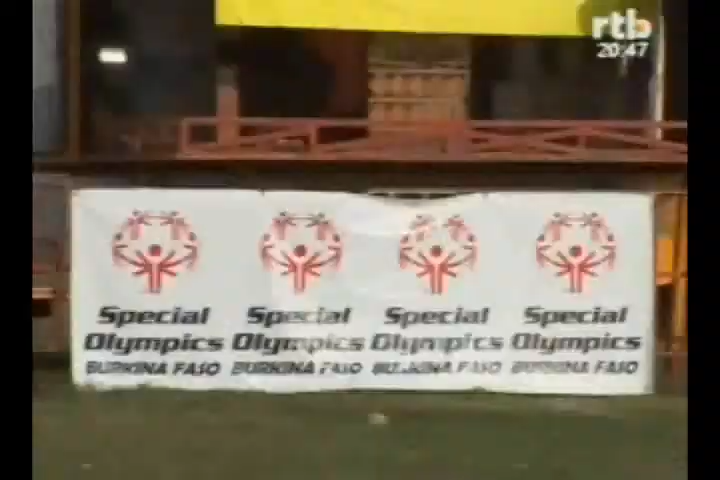 rtb
20:47
Special Special Special Special
Olympics Olympics Olympics Olympics
BURKINA FASO BURKINA FASO BURKINA FASO BURKINA FASO